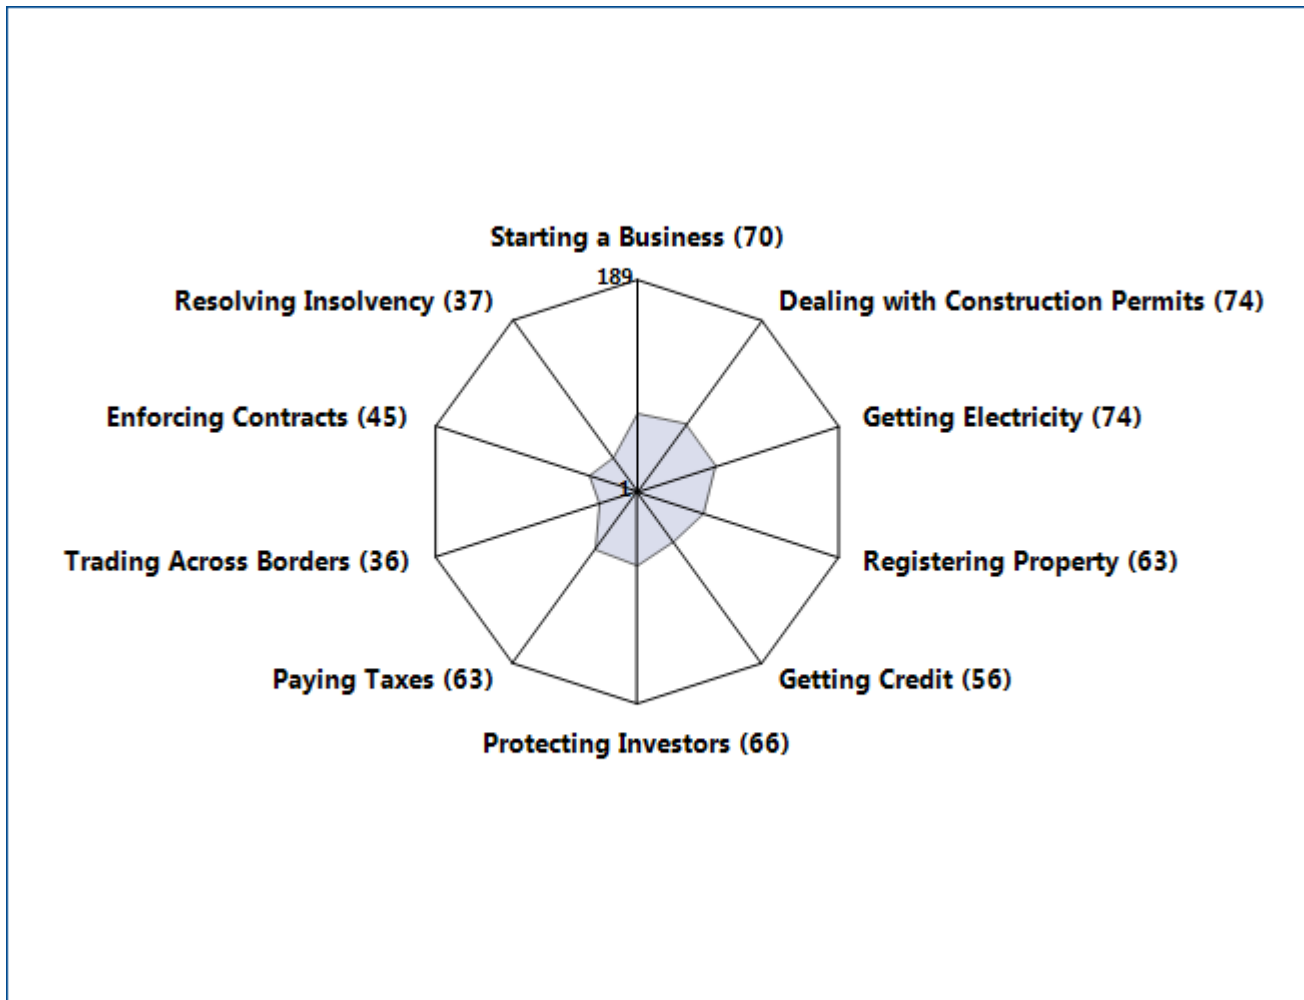 Starting a Business (70)
189
Resolving Insolvency (37)
Dealing with Construction Permits (74)
Enforcing Contracts (45)
Getting Electricity (74)
1
Trading Across Borders (36)
Registering Property (63)
Paying Taxes (63)
Getting Credit (56)
Protecting Investors (66)